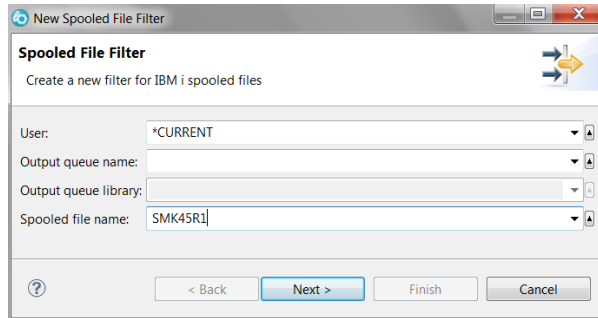 New Spooled File Filter
Spooled File Filter
Create a new filter for IBM i spooled files
User: *CURRENT
Output queue name:
Output queue library:
Spooled file name: SMK45R1
? < Back Next > Finish Cancel